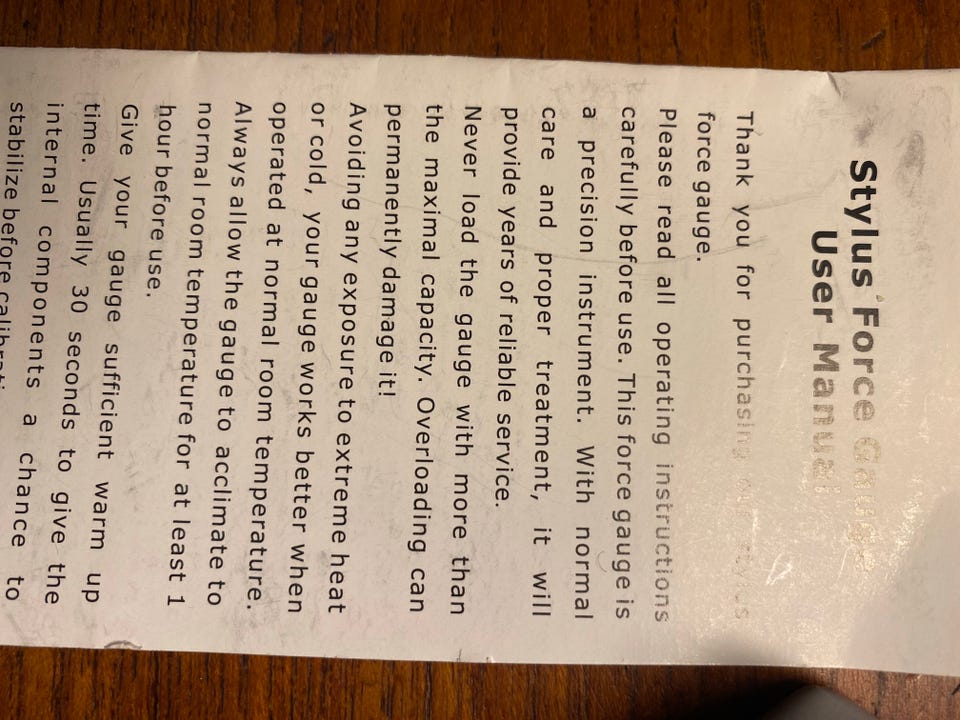 Stylus Force Gauge
User Manual
Thank you for purchasing our stylus
force gauge.
Please read all operating instructions
carefully before use. This force gauge is
a precision instrument. With normal
care and proper treatment, it will
provide years of reliable service.
Never load the gauge with more than
the maximal capacity. Overloading can
permanently damage it!
Avoiding any exposure to extreme heat
or cold, your gauge works better when
operated at normal room temperature.
Always allow the gauge to acclimate to
normal room temperature for at least 1
hour before use.
Give your gauge sufficient warm up
time. Usually 30 seconds to give the
internal components a chance to
stabilize before